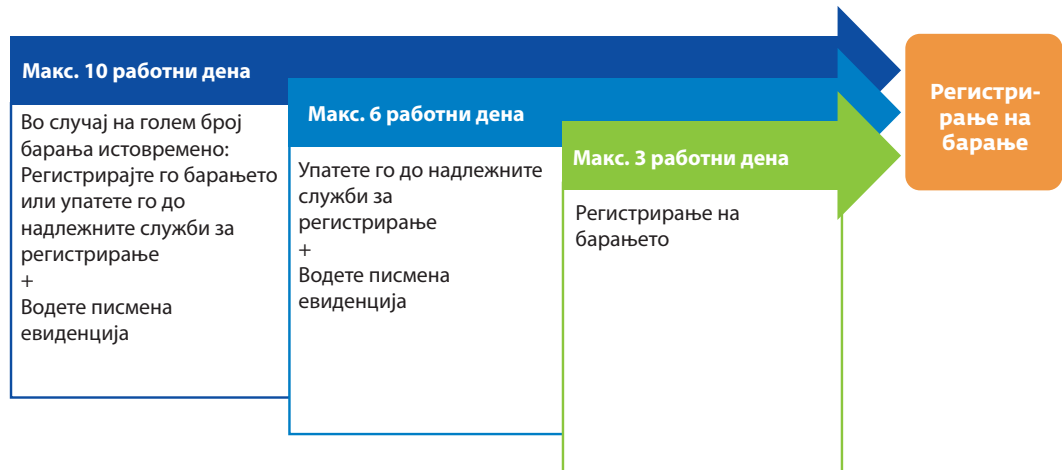 Макс. 10 работни дена
Во случај на голем број
барања истовремено:
Регистрирајте го барањето
или упатете го до
надлежните служби за
регистрирање
+
Водете писмена
евиденција
Макс. 6 работни дена
Упатете го до надлежните
служби за
регистрирање
+
Водете писмена
евиденција
Макс. 3 работни дена
Регистрирање на
барањето
Регистри-
рање на
барање